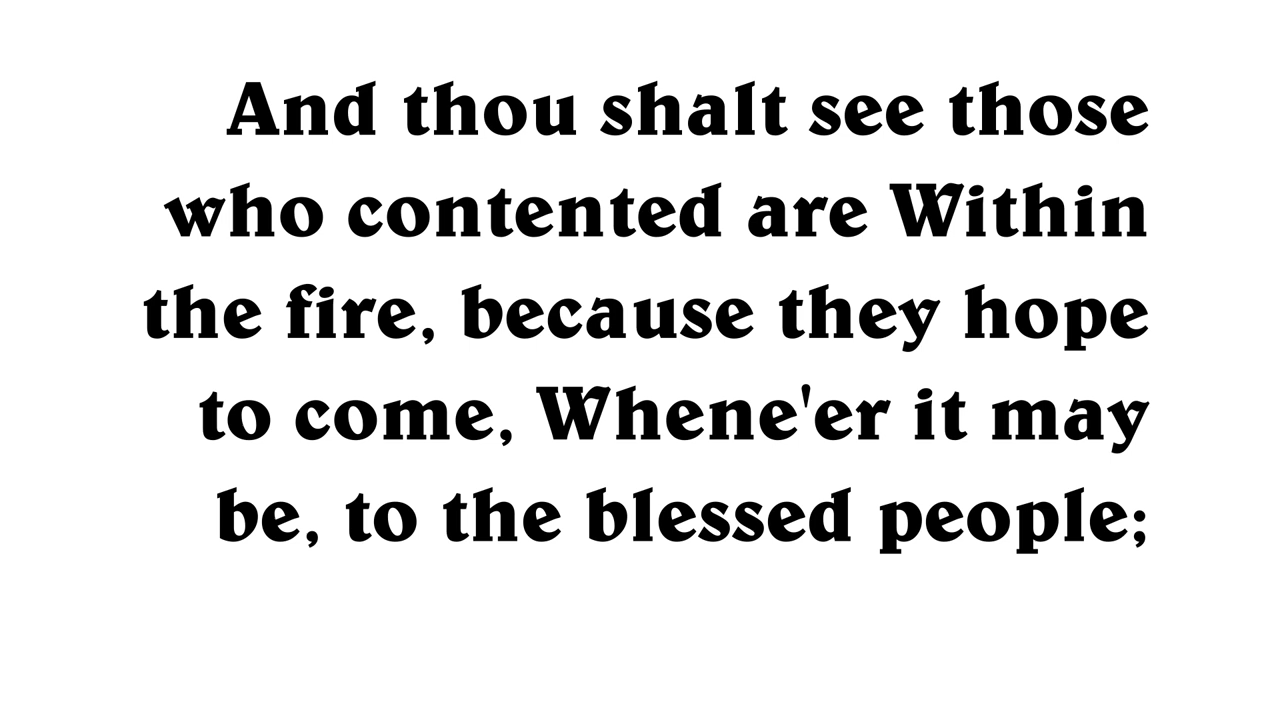 And thou shalt see those
who contented are Within
the fire, because they hope
to come, Whene'er it may
be, to the blessed people;